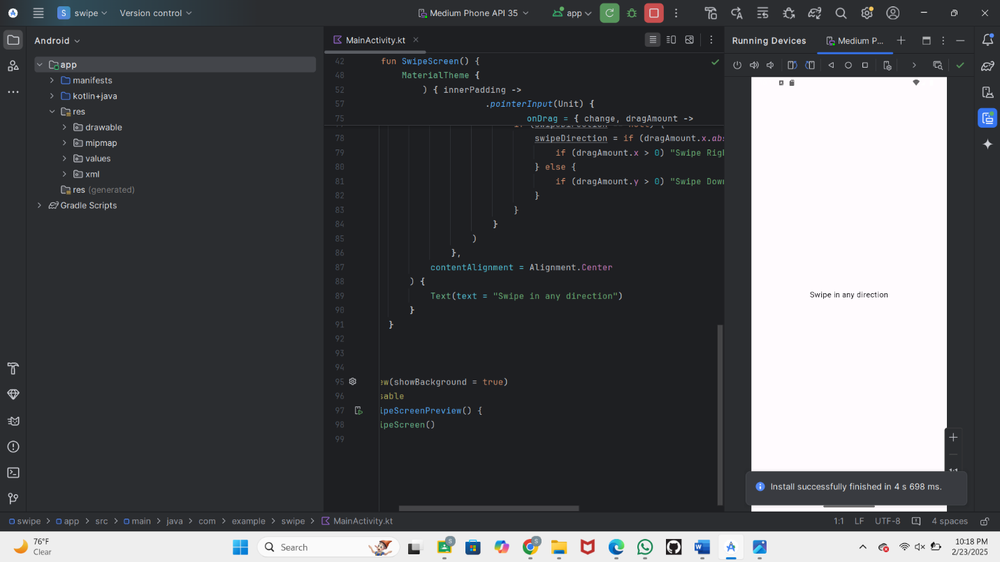 S swipe Version control Medium Phone API 35 app
Android
app
manifests
kotlin+java
res
drawable
mipmap
values
xml
res (generated)
Gradle Scripts
MainActivity.kt
42 fun SwipeScreen() {
48 MaterialTheme {
52 ) { innerPadding ->
57 .pointerInput(Unit) {
75 onDrag = { change, dragAmount ->
78 swipeDirection = if (dragAmount.x.abs
79 if (dragAmount.x > 0) "Swipe Righ
80 } else {
81 if (dragAmount.y > 0) "Swipe Down
82 }
83 }
84 }
85 )
86 },
87 contentAlignment = Alignment.Center
88 ) {
89 Text(text = "Swipe in any direction")
90 }
91 }
92
93
94
95 ew(showBackground = true)
96 sable
97 ipeScreenPreview() {
98 ipeScreen()
99
Running Devices Medium P...
Swipe in any direction
Install successfully finished in 4 s 698 ms.
swipe > app > src > main > java > com > example > swipe > MainActivity.kt
1:1 LF UTF-8 4 spaces
76°F
Clear
Search
10:18 PM
2/23/2025